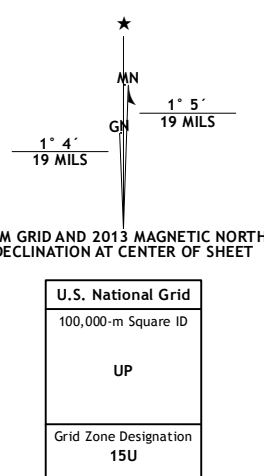 MN
1° 5´
19 MILS
GN
1° 4´
19 MILS
M GRID AND 2013 MAGNETIC NORTH
DECLINATION AT CENTER OF SHEET
U.S. National Grid
100,000-m Square ID
UP
Grid Zone Designation
15U